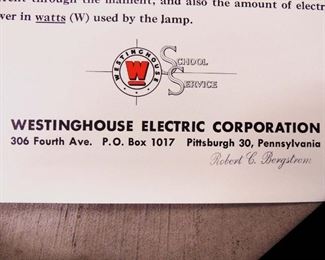 rent through the filament, and also the amount of electr
wer in watts (W) used by the lamp.
WESTINGHOUSE
W
SCHOOL
SERVICE
WESTINGHOUSE ELECTRIC CORPORATION
306 Fourth Ave. P.O. Box 1017 Pittsburgh 30, Pennsylvania
Robert C. Bergstrom